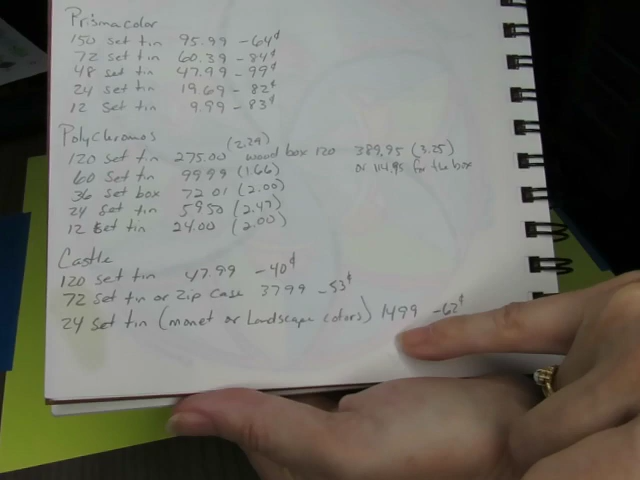 Prismacolor
150 set tin 95.99 - 64¢
72 set tin 60.39 - 84¢
48 set tin 47.99 - 99¢
24 set tin 19.69 - 82¢
12 set tin 9.99 - 83¢
Polychromos
120 set tin 275.00 (2.29) wood box 120 389.95 (3.25)
60 set tin 99.99 (1.66) or 114.95 for the box
36 set box 72.01 (2.00)
24 set tin 59.50 (2.47)
12 set tin 24.00 (2.00)
Castle
120 set tin 47.99 - 40¢
72 set tin or Zip Case 37.99 - 53¢
24 set tin (monet or Landscape colors) 14.99 - 62¢